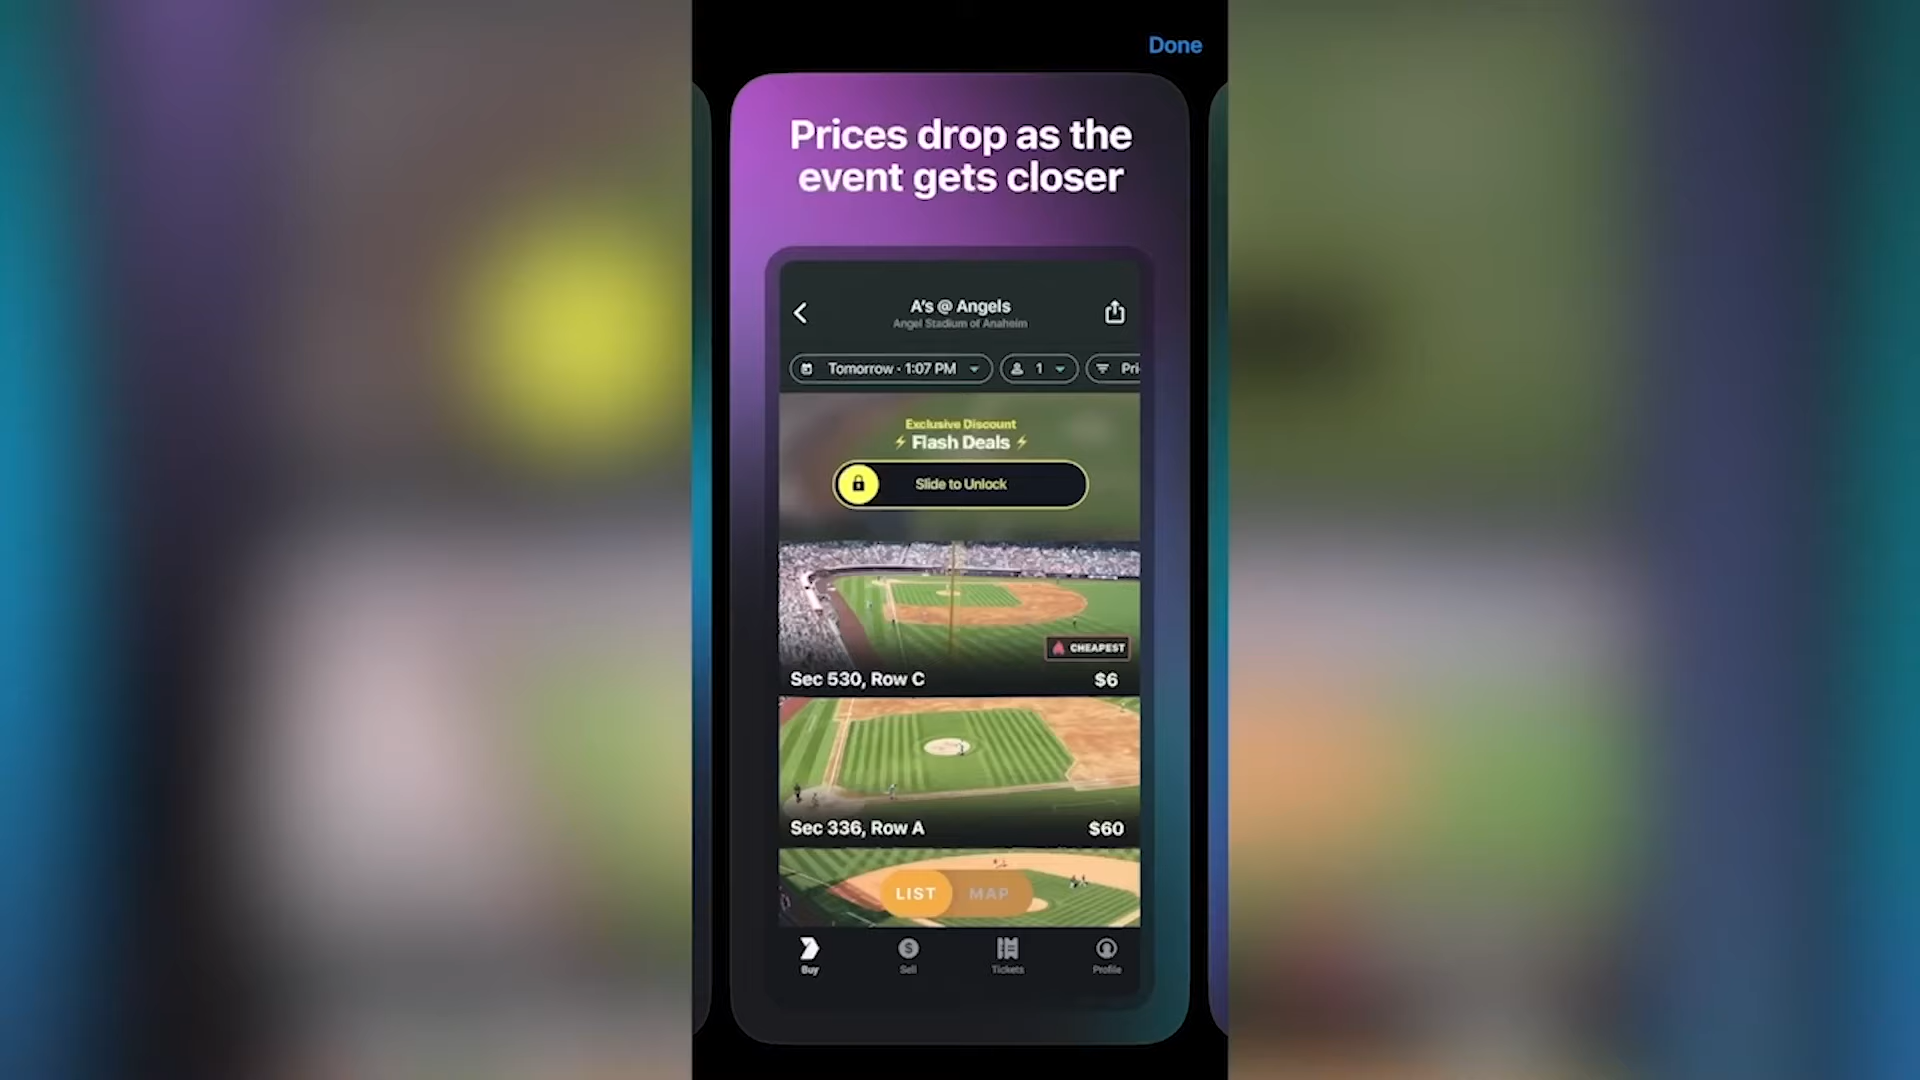 Done
Prices drop as the
event gets closer
A's @ Angels
Angel Stadium of Anaheim
Tomorrow · 1:07 PM
1
Pri
Exclusive Discount
⚡ Flash Deals ⚡
Slide to Unlock
CHEAPEST
Sec 530, Row C
$6
Sec 336, Row A
$60
LIST
MAP
Buy
Sell
Tickets
Profile